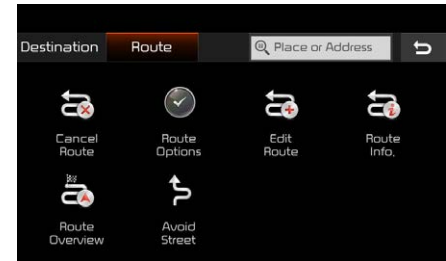 Destination
Route
Place or Address
Cancel
Route
Route
Options
Edit
Route
Route
Info.
Route
Overview
Avoid
Street